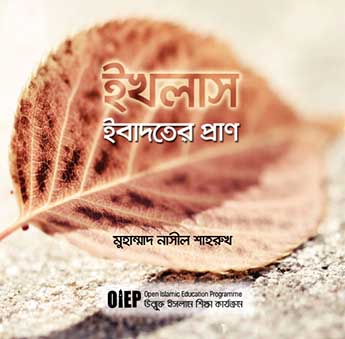 ইখলাস
ইবাদতের প্রাণ
মুহাম্মাদ নাসীল শাহরুখ
OiEP Open Islamic Education Programme
উন্মুক্ত ইসলাম শিক্ষা কার্যক্রম